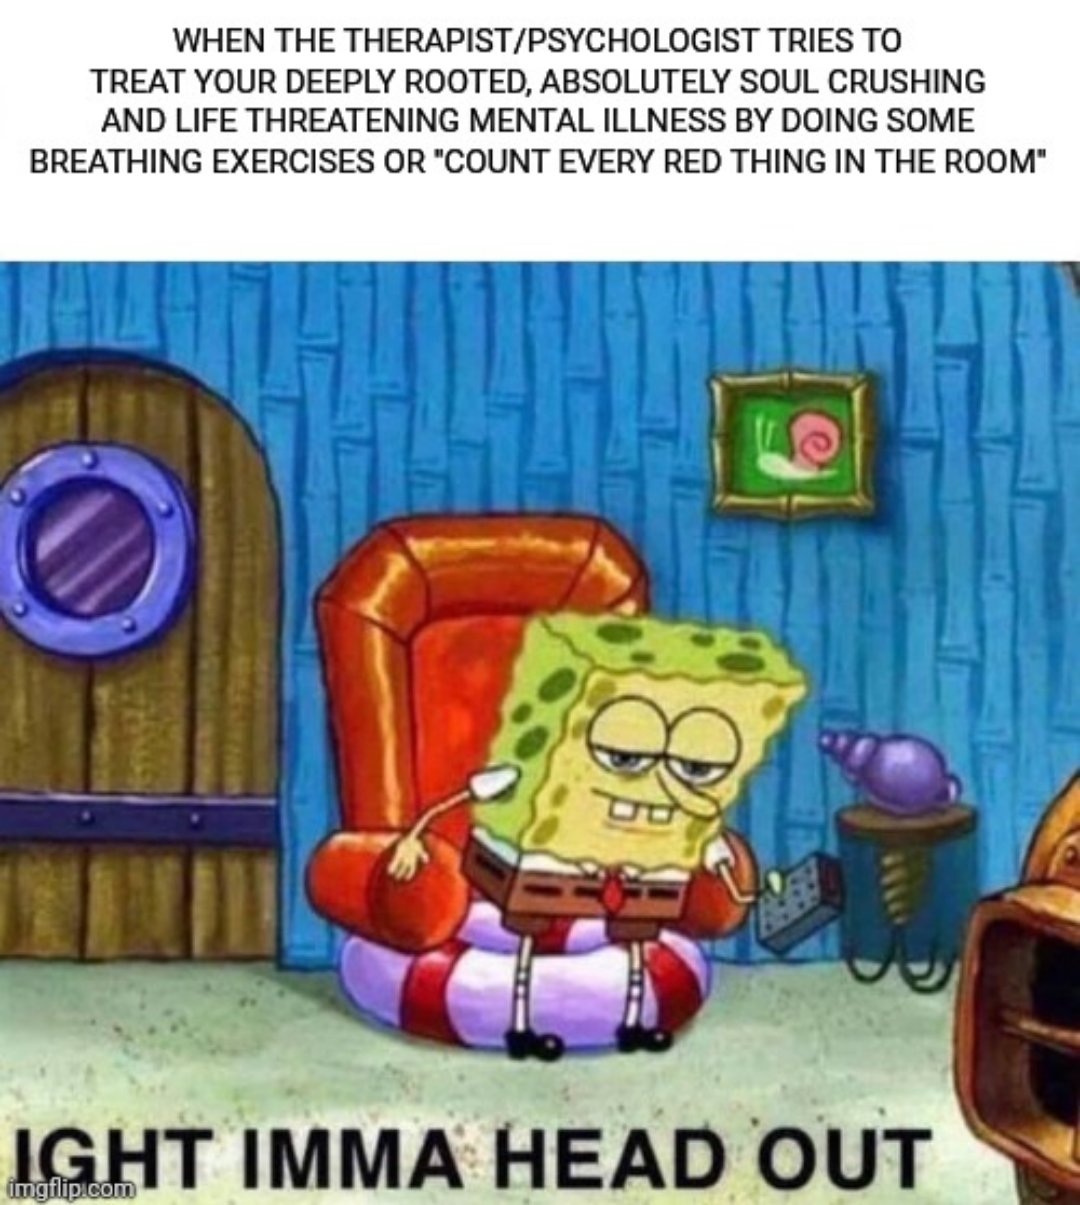 WHEN THE THERAPIST/PSYCHOLOGIST TRIES TO
TREAT YOUR DEEPLY ROOTED, ABSOLUTELY SOUL CRUSHING
AND LIFE THREATENING MENTAL ILLNESS BY DOING SOME
BREATHING EXERCISES OR "COUNT EVERY RED THING IN THE ROOM"
IGHT IMMA HEAD OUT
imgflip.com